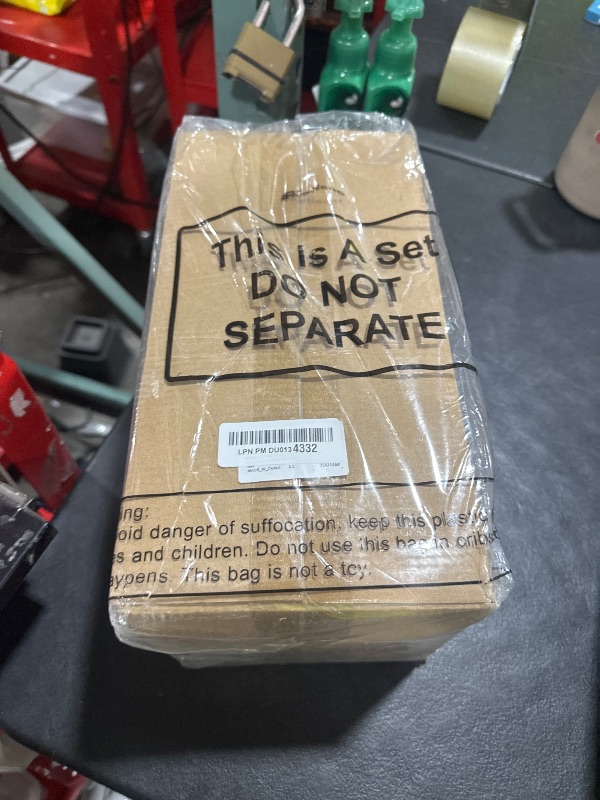 This is A Set
DO NOT
SEPARATE
LPN PM DU0134332
ing:
oid danger of suffocation, keep this plastic
es and children. Do not use this bag in cribs,
aypens. This bag is not a toy.